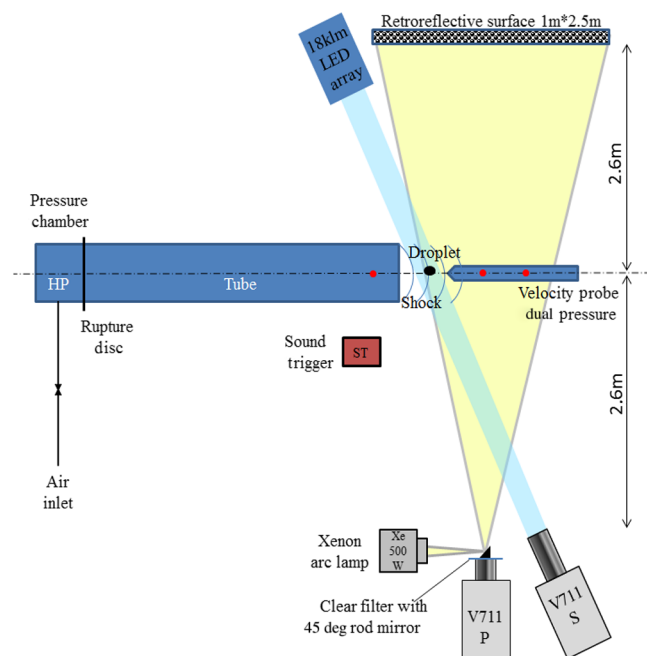 Retroreflective surface 1m*2.5m
18klm
LED
array
2.6m
Pressure
chamber
Droplet
HP
Tube
Shock
Velocity probe
dual pressure
Rupture
disc
Sound
trigger
ST
2.6m
Air
inlet
Xenon
arc lamp
Xe
500
W
Clear filter with
45 deg rod mirror
V711
P
V711
S